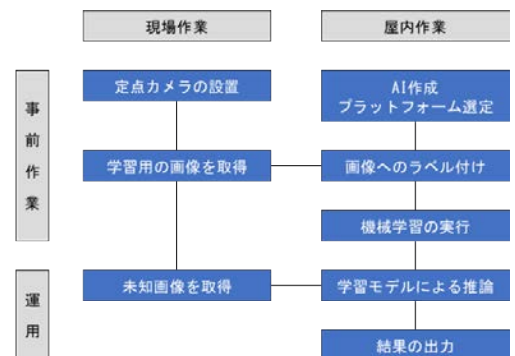 現場作業
屋内作業
事前作業
定点カメラの設置
AI作成
プラットフォーム選定
学習用の画像を取得
画像へのラベル付け
機械学習の実行
運用
未知画像を取得
学習モデルによる推論
結果の出力